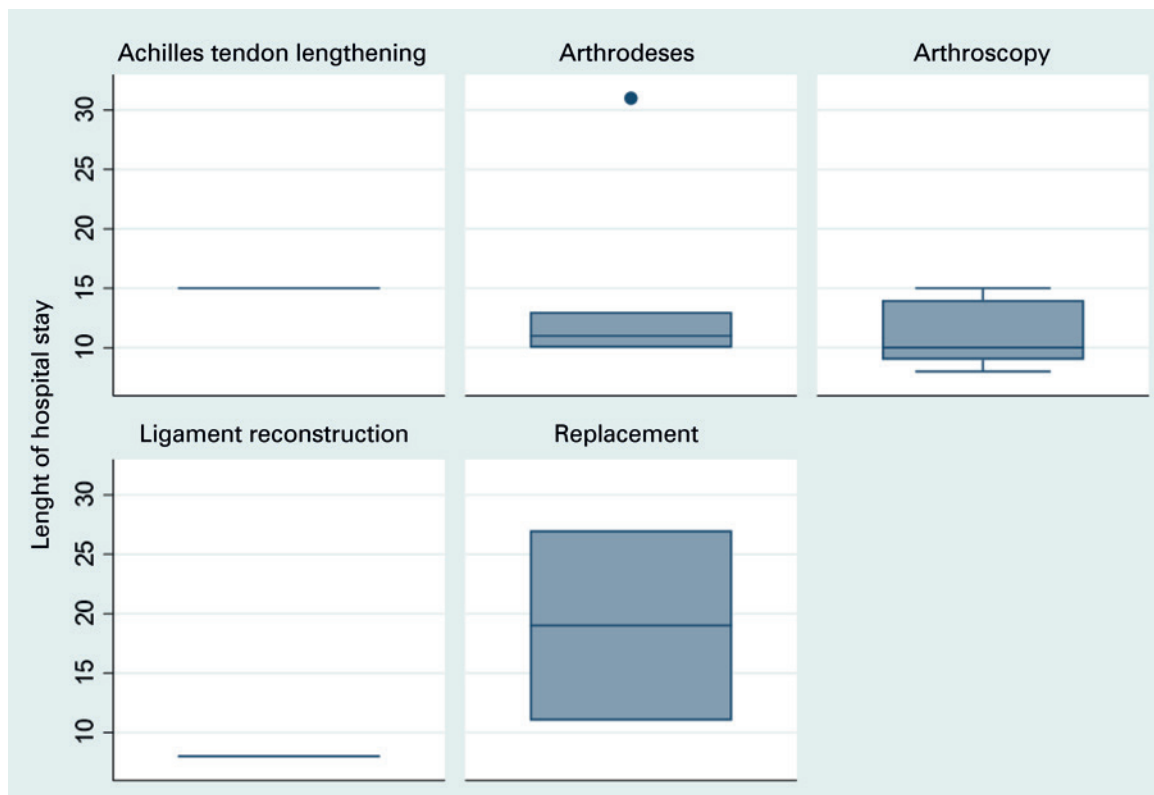 Achilles tendon lengthening
Arthrodeses
Arthroscopy
30
25
20
15
10
Ligament reconstruction
Replacement
30
25
20
15
10
Lenght of hospital stay